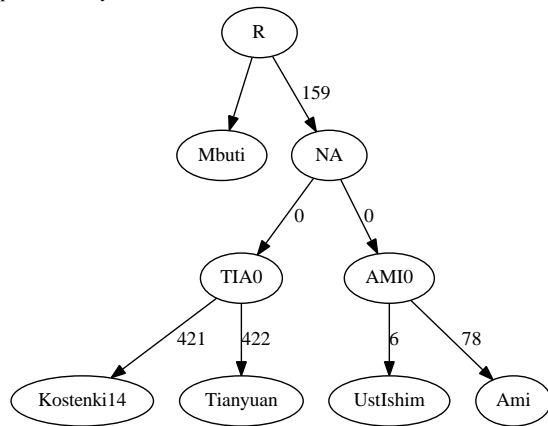 R
159
Mbuti
NA
0
0
TIA0
AMI0
421
422
6
78
Kostenki14
Tianyuan
UstIshim
Ami